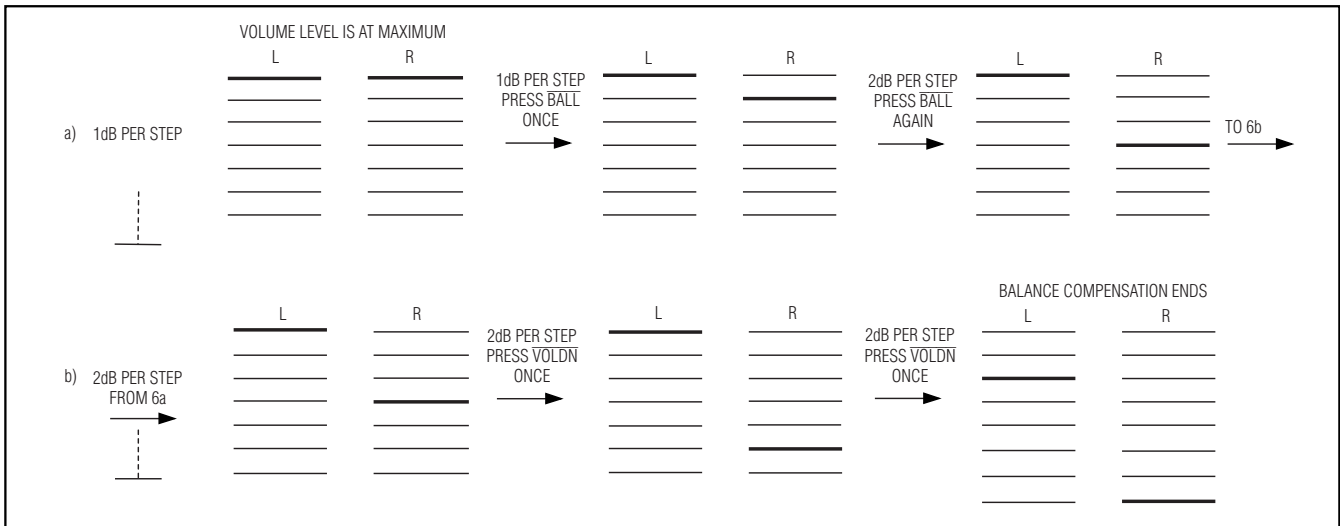 VOLUME LEVEL IS AT MAXIMUM
L
R
L
R
L
R
a) 1dB PER STEP
1dB PER STEP
PRESS BALL
ONCE
2dB PER STEP
PRESS BALL
AGAIN
TO 6b
b) 2dB PER STEP
FROM 6a
L
R
2dB PER STEP
PRESS VOLDN
ONCE
L
R
2dB PER STEP
PRESS VOLDN
ONCE
BALANCE COMPENSATION ENDS
L
R